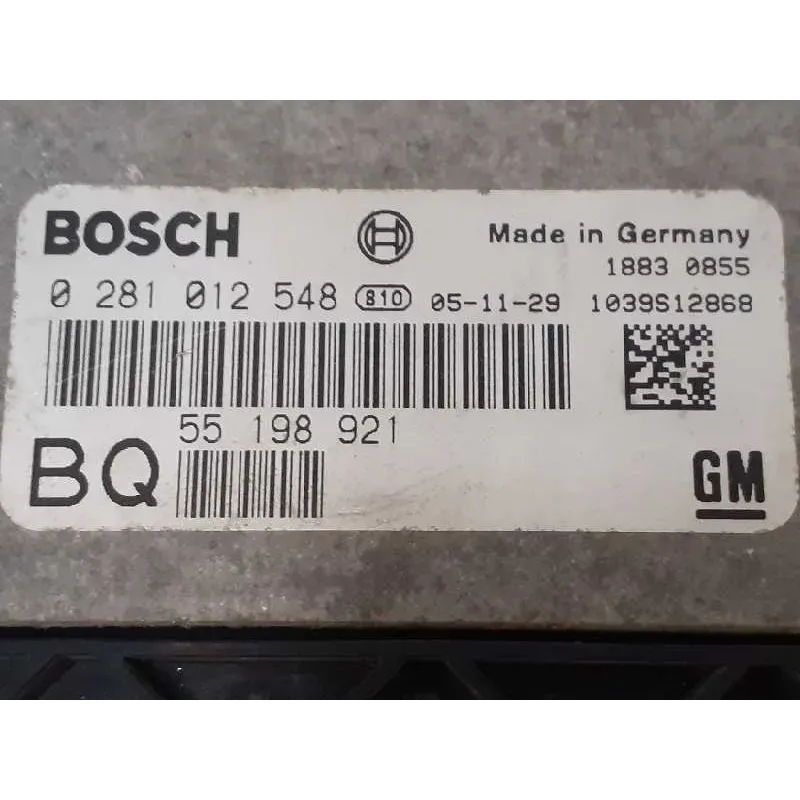 BOSCH Made in Germany
1883 0855
0 281 012 548 810 05-11-29 1039S12868
55 198 921
BQ GM